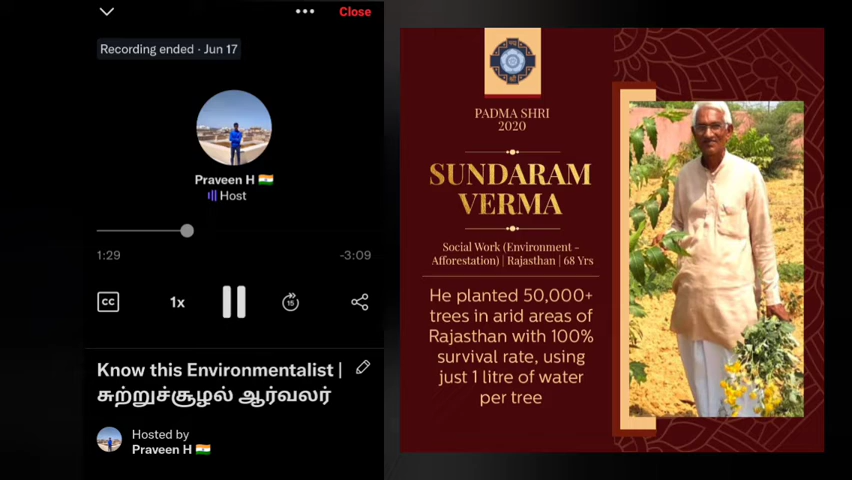 Close
Recording ended · Jun 17
Praveen H
Host
1:29
-3:09
CC
1x
15
Know this Environmentalist |
சுற்றுச்சூழல் ஆர்வலர்
Hosted by
Praveen H
PADMA SHRI
2020
SUNDARAM
VERMA
Social Work (Environment -
Afforestation) | Rajasthan | 68 Yrs
He planted 50,000+
trees in arid areas of
Rajasthan with 100%
survival rate, using
just 1 litre of water
per tree